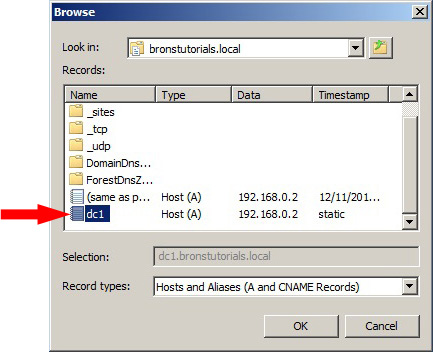 Browse
Look in: bronstutorials.local
Records:
Name Type Data Timestamp
_sites
_tcp
_udp
DomainDns...
ForestDnsZ...
(same as p... Host (A) 192.168.0.2 12/11/201...
dc1 Host (A) 192.168.0.2 static
Selection: dc1.bronstutorials.local
Record types: Hosts and Aliases (A and CNAME Records)
OK Cancel